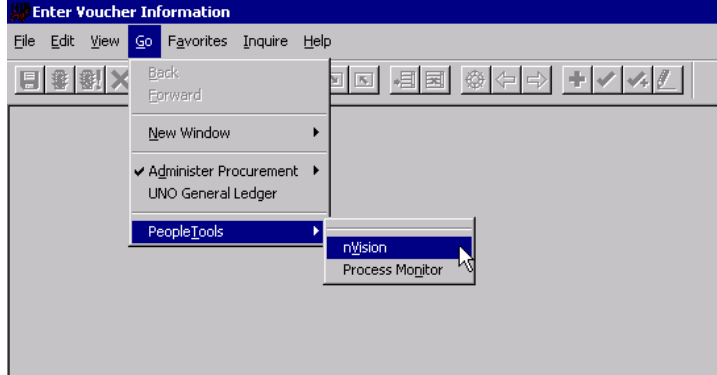 Enter Voucher Information
File Edit View Go Favorites Inquire Help
Back
Forward
New Window
Administer Procurement
UNO General Ledger
PeopleTools
nVision
Process Monitor